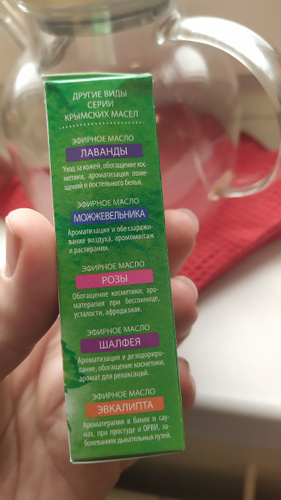 ДРУГИЕ ВИДЫ
СЕРИИ
КРЫМСКИХ МАСЕЛ
ЭФИРНОЕ МАСЛО
ЛАВАНДЫ
Уход за кожей, обогащение кос-
метики, ароматизация поме-
щений и постельного белья.
ЭФИРНОЕ МАСЛО
МОЖЖЕВЕЛЬНИКА
Ароматизация и обеззаражи-
вание воздуха, аромомассаж
и растирания.
ЭФИРНОЕ МАСЛО
РОЗЫ
Обогащение косметики, аро-
матерапия при бессоннице,
усталости, афродизиак.
ЭФИРНОЕ МАСЛО
ШАЛФЕЯ
Ароматизация и дезодориро-
вание, обогащение косметики,
аромат для релаксаций.
ЭФИРНОЕ МАСЛО
ЭВКАЛИПТА
Ароматерапия в банях и сау-
нах, при простуде и ОРВИ, за-
болеваниях дыхательных путей.